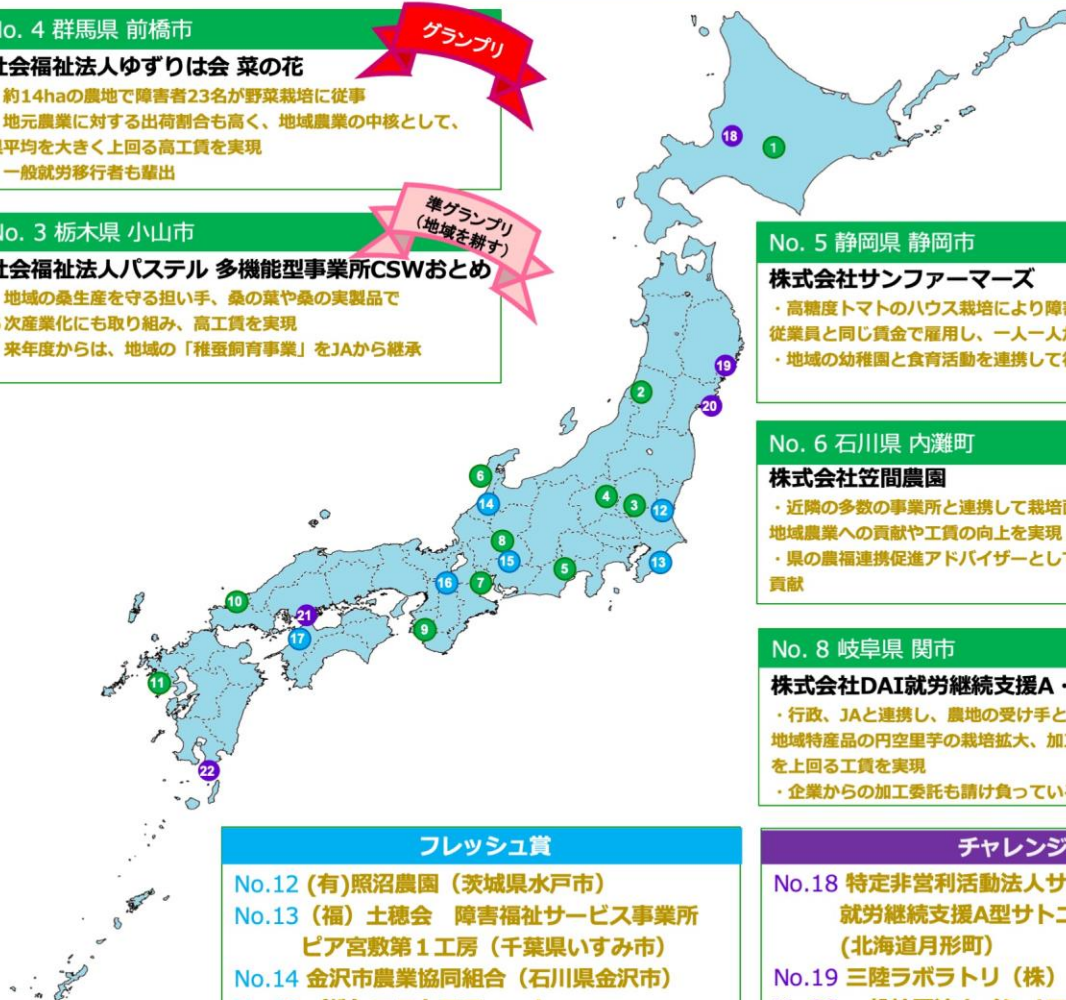 No. 4 群馬県 前橋市
グランプリ
社会福祉法人ゆずりは会 菜の花
約14haの農地で障害者23名が野菜栽培に従事
地元農業に対する出荷割合も高く、地域農業の中核として、
平均を大きく上回る高工賃を実現
一般就労移行者も輩出
準グランプリ
（地域を耕す）
No. 3 栃木県 小山市
社会福祉法人パステル 多機能型事業所CSWおとめ
地域の桑生産を守る担い手、桑の葉や桑の実製品で
次産業化にも取り組み、高工賃を実現
来年度からは、地域の「稚蚕飼育事業」をJAから継承
No. 5 静岡県 静岡市
株式会社サンファーマーズ
・高糖度トマトのハウス栽培により障
従業員と同じ賃金で雇用し、一人一人
・地域の幼稚園と食育活動を連携して
No. 6 石川県 内灘町
株式会社笠間農園
・近隣の多数の事業所と連携して栽培
地域農業への貢献や工賃の向上を実現
・県の農福連携促進アドバイザーとし
貢献
No. 8 岐阜県 関市
株式会社DAI就労継続支援A・
・行政、JAと連携し、農地の受け手と
地域特産品の円空里芋の栽培拡大、加
を上回る工賃を実現
・企業からの加工委託も請け負ってい
18
1
19
2
20
6
14
4
3
12
8
15
5
13
16
7
10
21
17
9
11
22
フレッシュ賞
No.12 (有)照沼農園（茨城県水戸市）
No.13（福）土穂会　障害福祉サービス事業所
ピア宮敷第１工房（千葉県いすみ市）
No.14 金沢市農業協同組合（石川県金沢市）
チャレンジ
No.18 特定非営利活動法人サ
就労継続支援A型サト
(北海道月形町)
No.19 三陸ラボラトリ（株）